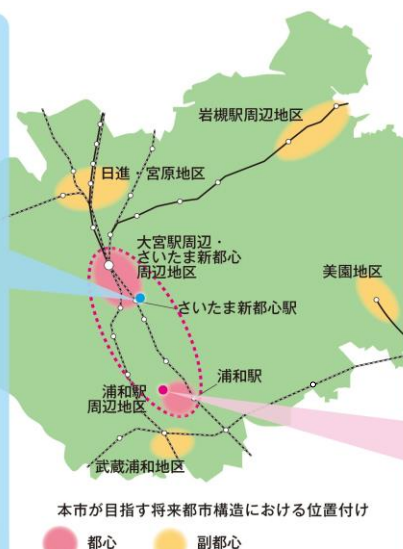 岩槻駅周辺地区
日進・宮原地区
大宮駅周辺・
さいたま新都心
周辺地区
美園地区
さいたま新都心駅
浦和駅
浦和駅
周辺地区
武蔵浦和地区
本市が目指す将来都市構造における位置付け
都心
副都心